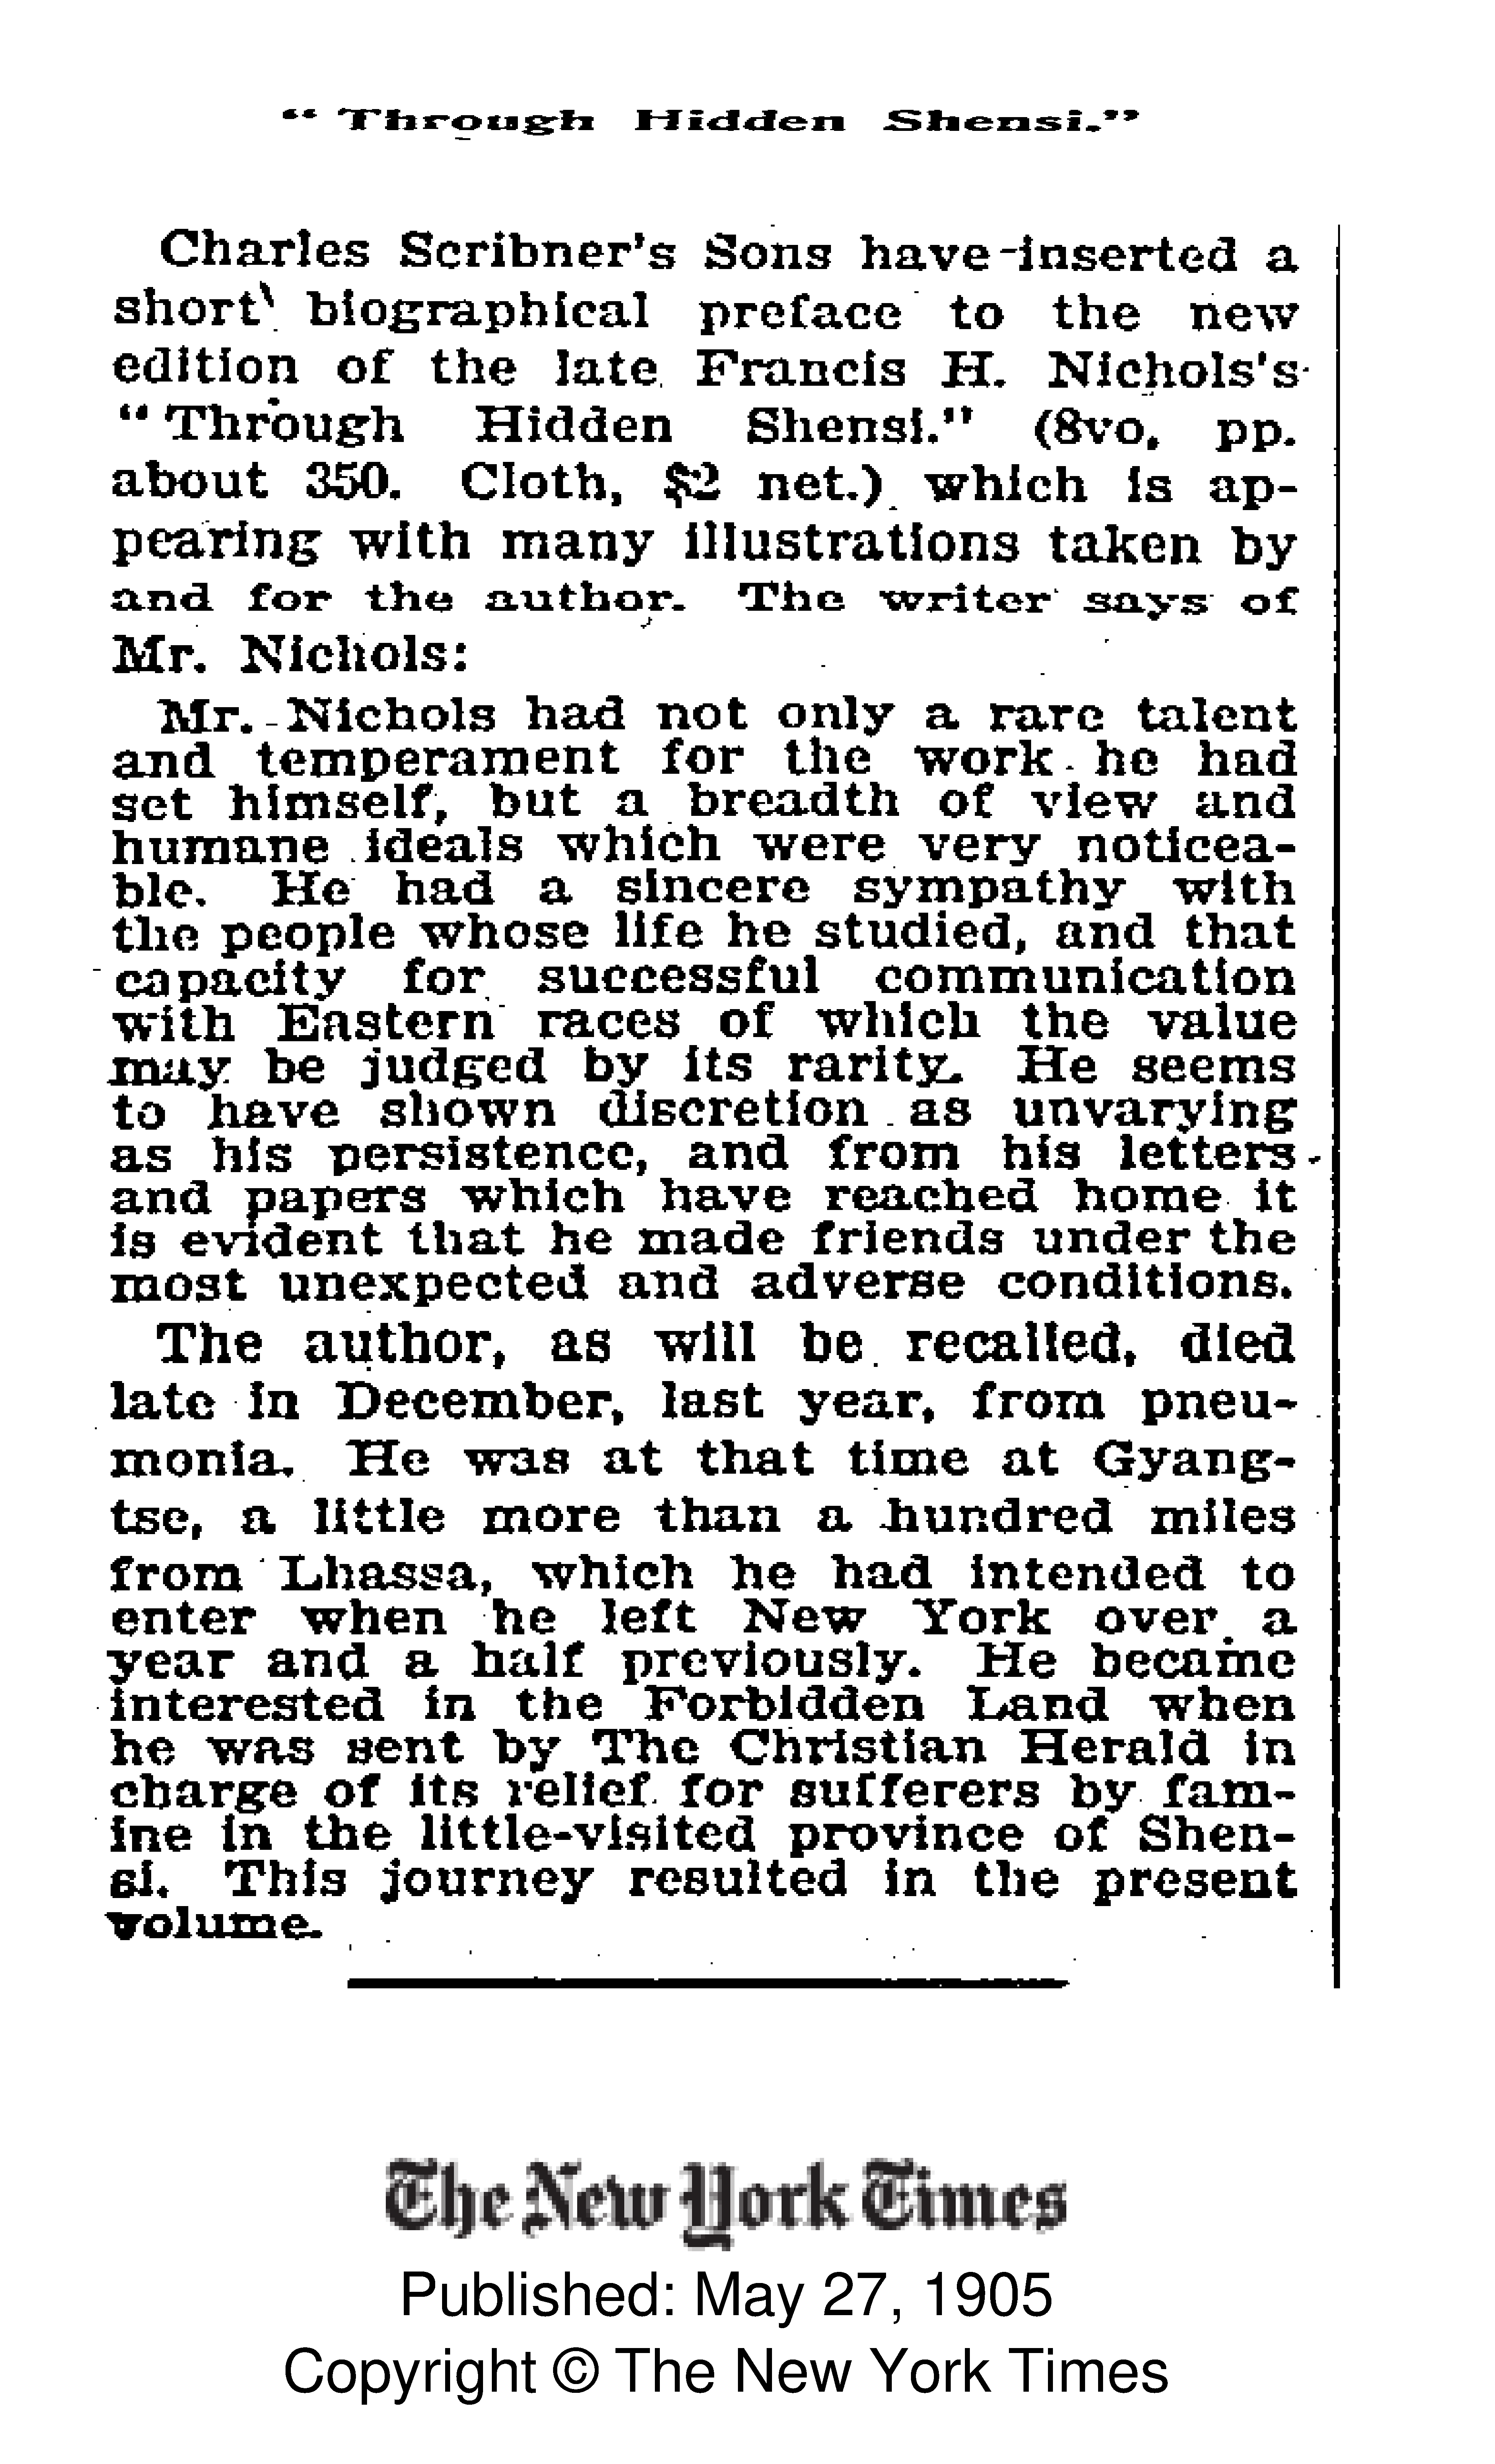 “ Through Hidden Shensi.”
Charles Scribner's Sons have inserted a
short biographical preface to the new
edition of the late Francis H. Nichols's
“ Through Hidden Shensi.” (8vo, pp.
about 350. Cloth, $2 net.) which is ap-
pearing with many illustrations taken by
and for the author. The writer says of
Mr. Nichols:
Mr. Nichols had not only a rare talent
and temperament for the work he had
set himself, but a breadth of view and
humane ideals which were very noticea-
ble. He had a sincere sympathy with
the people whose life he studied, and that
capacity for successful communication
with Eastern races of which the value
may be judged by its rarity. He seems
to have shown discretion as unvarying
as his persistence, and from his letters
and papers which have reached home it
is evident that he made friends under the
most unexpected and adverse conditions.
The author, as will be recalled, died
late in December, last year, from pneu-
monia. He was at that time at Gyang-
tse, a little more than a hundred miles
from Lhassa, which he had intended to
enter when he left New York over a
year and a half previously. He became
interested in the Forbidden Land when
he was sent by The Christian Herald in
charge of its relief for sufferers by fam-
ine in the little-visited province of Shen-
si. This journey resulted in the present
volume.
The New York Times
Published: May 27, 1905
Copyright © The New York Times